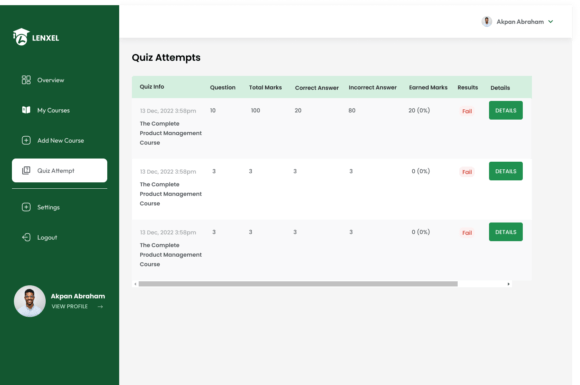 LENXEL
Akpan Abraham
Overview
My Courses
Add New Course
Quiz Attempt
Settings
Logout
Akpan Abraham
VIEW PROFILE →
Quiz Attempts
Quiz Info Question Total Marks Correct Answer Incorrect Answer Earned Marks Results Details
13 Dec, 2022 3:58pm 10 100 20 80 20 (0%) Fail DETAILS
The Complete
Product Management
Course
13 Dec, 2022 3:58pm 3 3 3 3 0 (0%) Fail DETAILS
The Complete
Product Management
Course
13 Dec, 2022 3:58pm 3 3 3 3 0 (0%) Fail DETAILS
The Complete
Product Management
Course